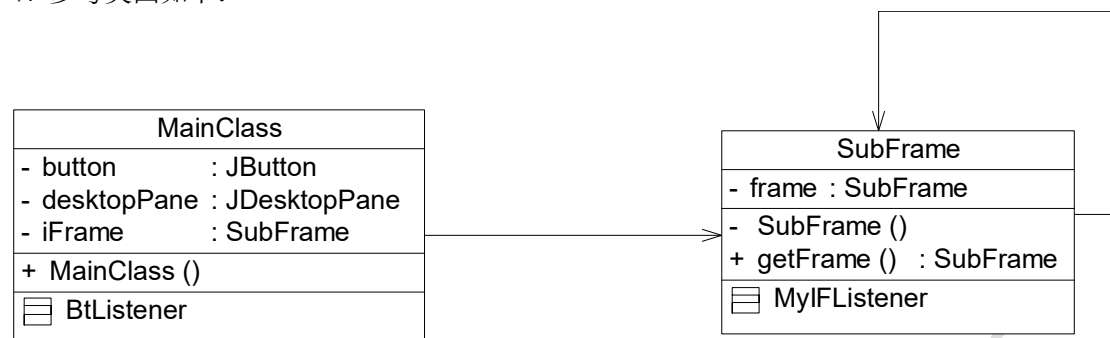 MainClass
- button : JButton
- desktopPane : JDesktopPane
- iFrame : SubFrame
+ MainClass ()
BtListener
SubFrame
- frame : SubFrame
- SubFrame ()
+ getFrame () : SubFrame
MyIFListener